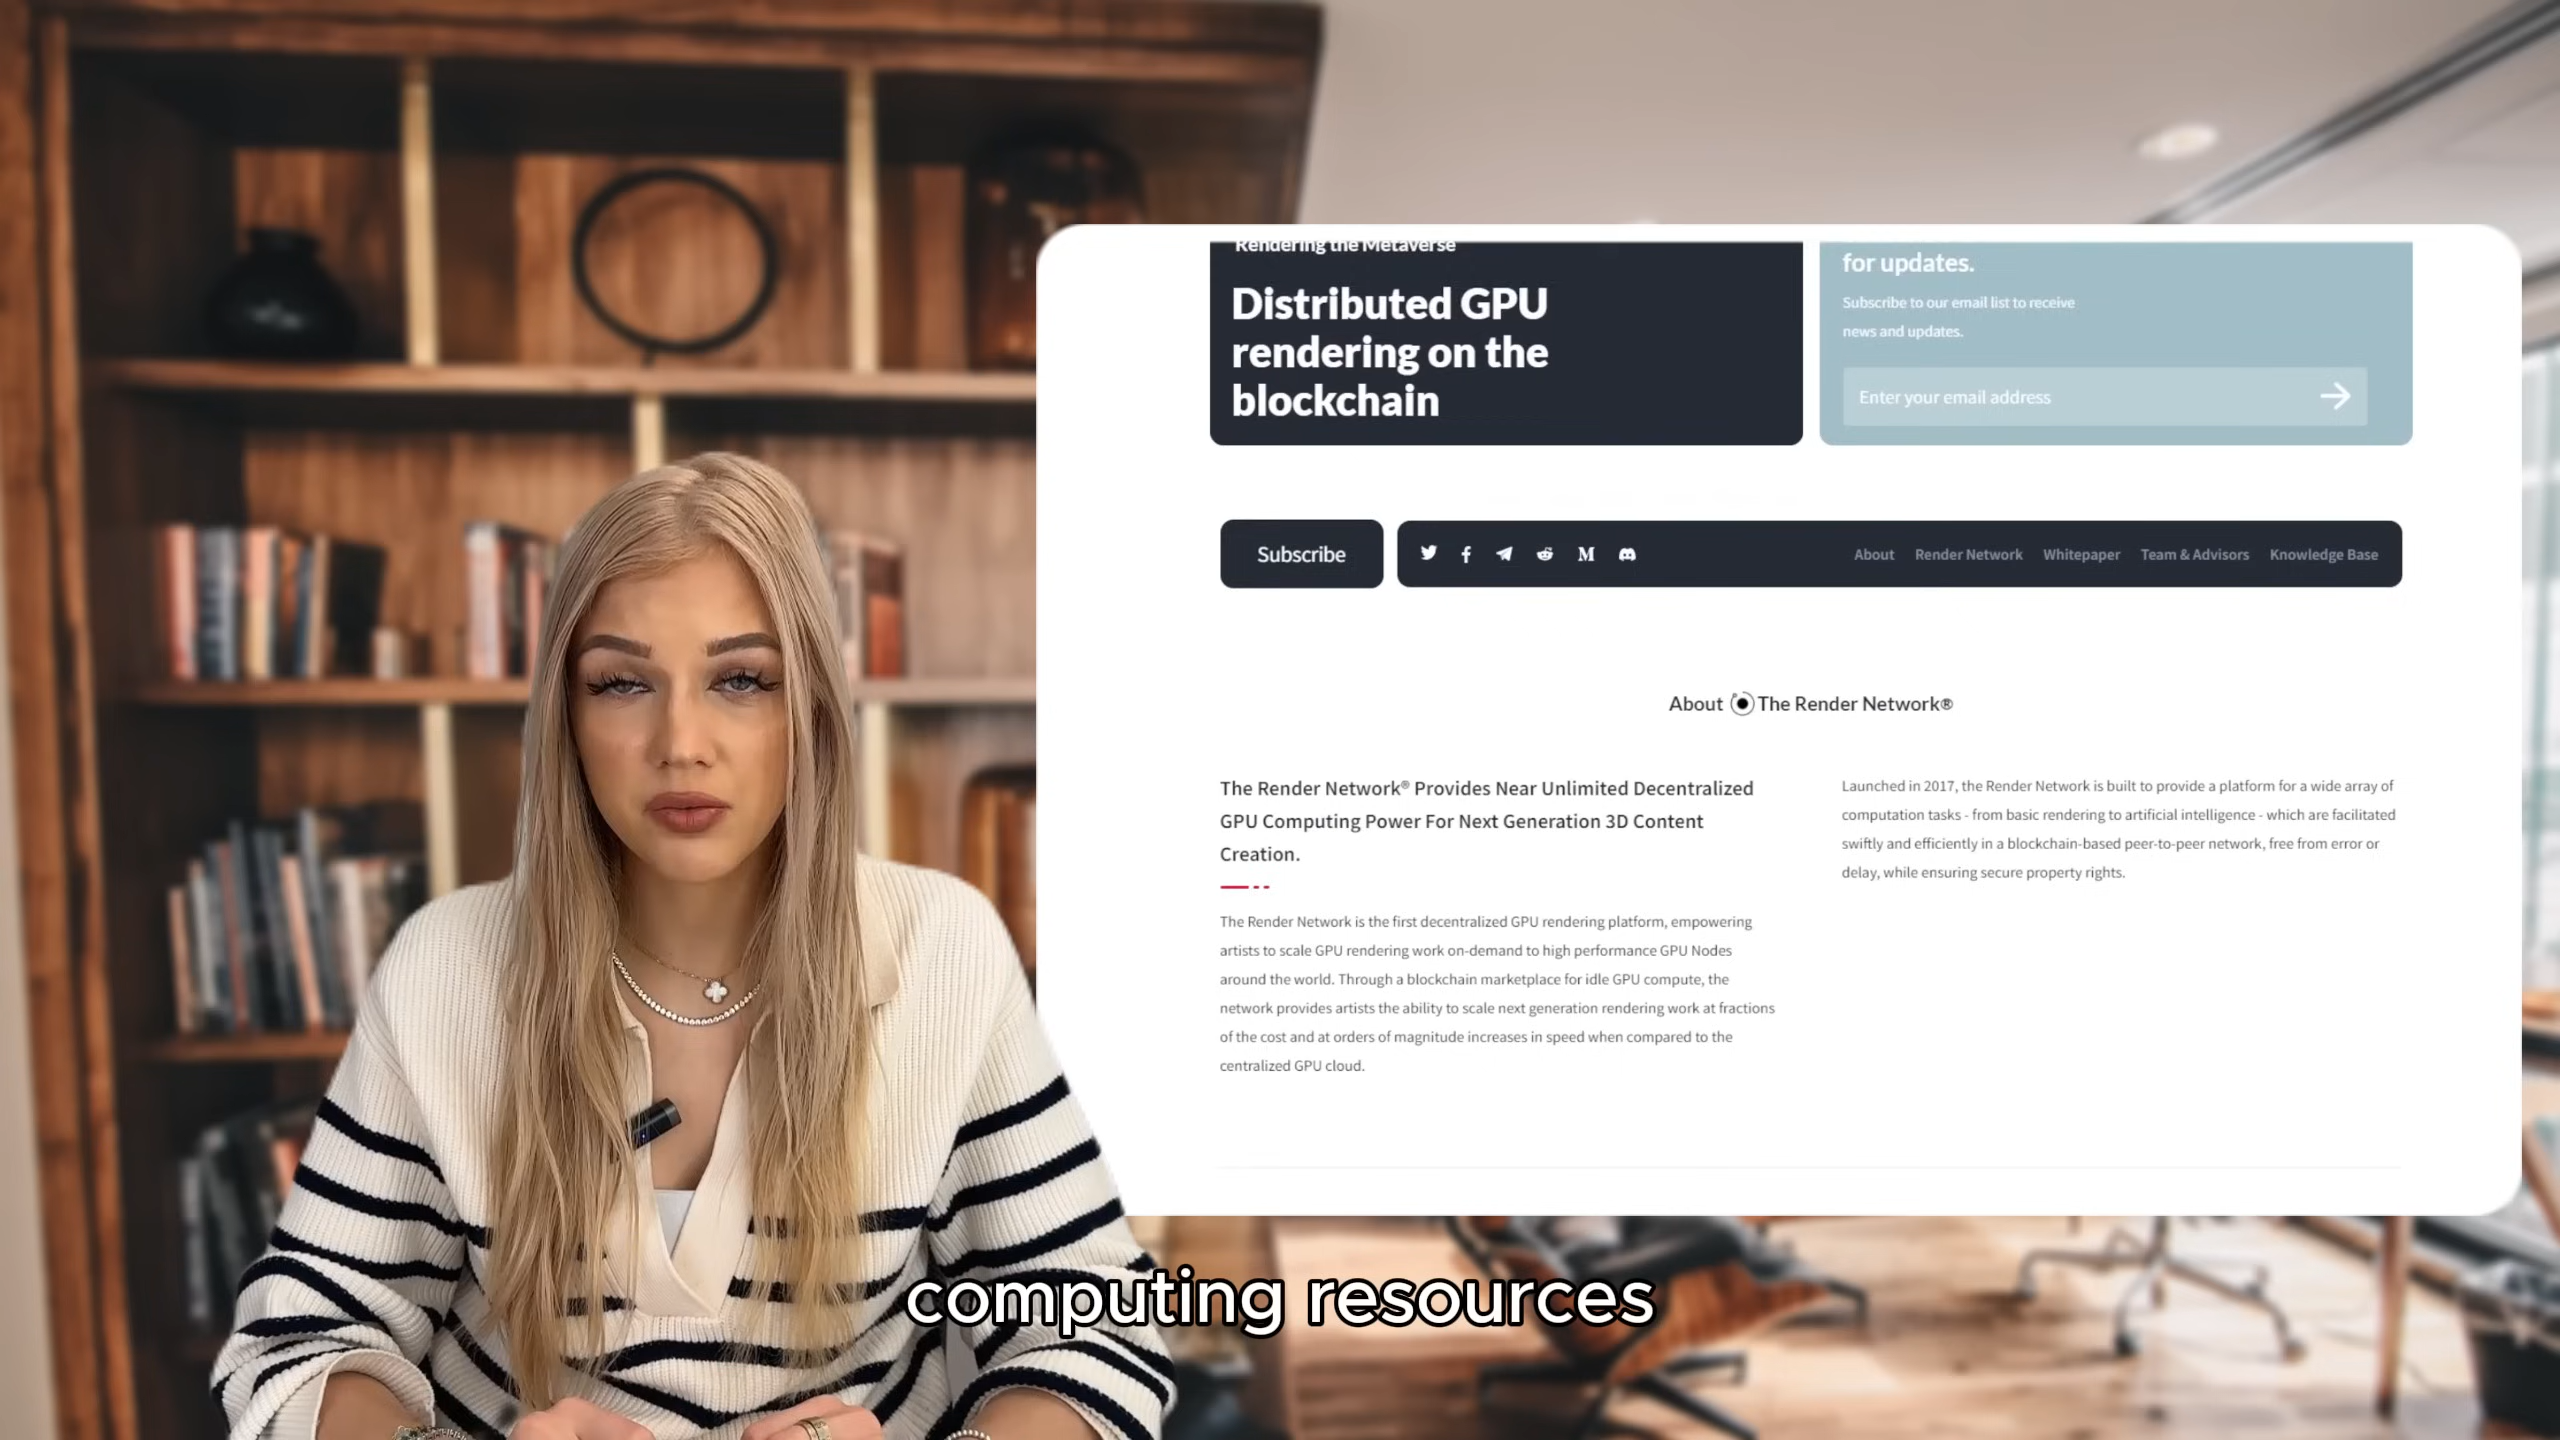 Rendering the Metaverse
Distributed GPU
rendering on the
blockchain
for updates.
Subscribe to our email list to receive
news and updates.
Enter your email address
Subscribe
About Render Network Whitepaper Team & Advisors Knowledge Base
About The Render Network®
The Render Network® Provides Near Unlimited Decentralized
GPU Computing Power For Next Generation 3D Content
Creation.
The Render Network is the first decentralized GPU rendering platform, empowering
artists to scale GPU rendering work on-demand to high performance GPU Nodes
around the world. Through a blockchain marketplace for idle GPU compute, the
network provides artists the ability to scale next generation rendering work at fractions
of the cost and at orders of magnitude increases in speed when compared to the
centralized GPU cloud.
Launched in 2017, the Render Network is built to provide a platform for a wide array of
computation tasks - from basic rendering to artificial intelligence - which are facilitated
swiftly and efficiently in a blockchain-based peer-to-peer network, free from error or
delay, while ensuring secure property rights.
computing resources